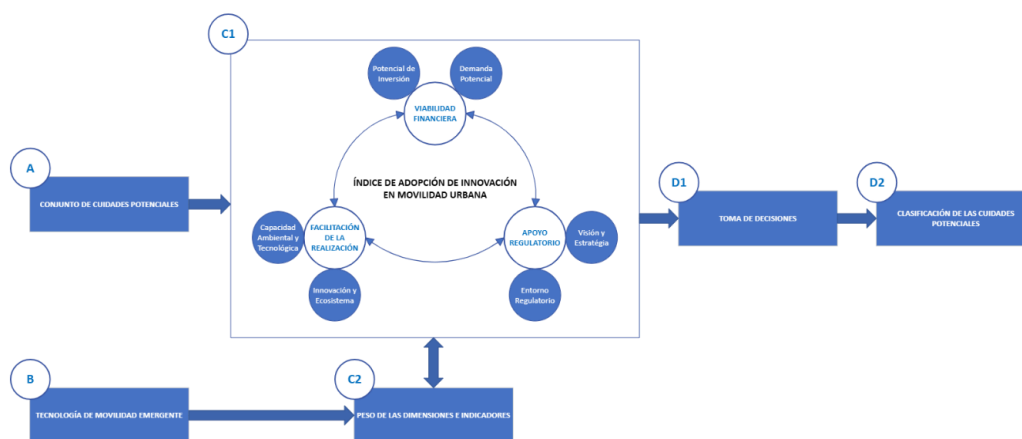 C1
Potencial de
Inversión
Demanda
Potencial
VIABILIDAD
FINANCIERA
A
CONJUNTO DE CUIDADES POTENCIALES
ÍNDICE DE ADOPCIÓN DE INNOVACIÓN
EN MOVILIDAD URBANA
Capacidad
Ambiental y
Tecnológica
FACILITACIÓN
DE LA
REALIZACIÓN
Innovación y
Ecosistema
APOYO
REGULATORIO
Visión y
Estratégia
Entorno
Regulatorio
D1
TOMA DE DECISIONES
D2
CLASIFICACIÓN DE LAS CUIDADES
POTENCIALES
B
TECNOLOGÍA DE MOVILIDAD EMERGENTE
C2
PESO DE LAS DIMENSIONES E INDICADORES